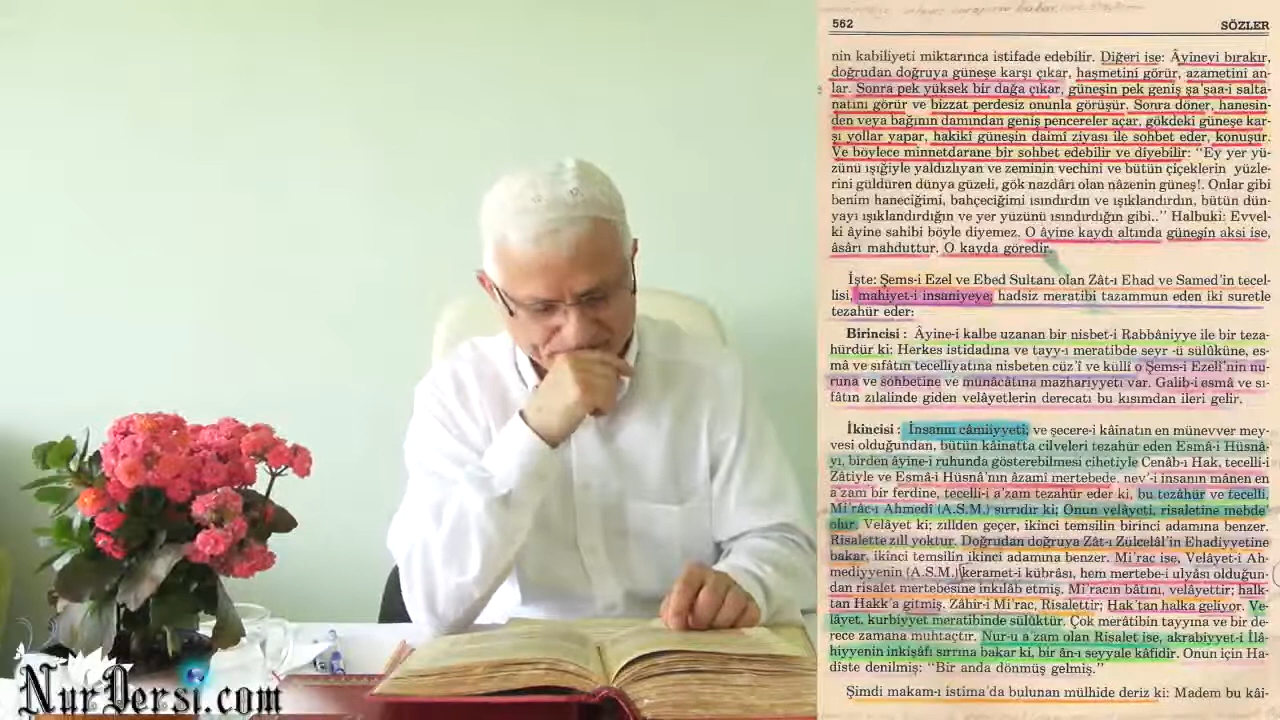 562 SÖZLER
nin kabiliyeti miktarınca istifade edebilir. Diğeri ise: Âyineyi bırakır,
doğrudan doğruya güneşe karşı çıkar, haşmetini görür, azametini an-
lar. Sonra pek yüksek bir dağa çıkar, güneşin pek geniş şa'şaa-i salta-
natını görür ve bizzat perdesiz onunla görüşür. Sonra döner, hanesin-
den veya bağının damından geniş pencereler açar, gökdeki güneşe kar-
şı yollar yapar, hakikî güneşin daimî ziyası ile sohbet eder, konuşur.
Ve böylece minnetdarane bir sohbet edebilir ve diyebilir: "Ey yer yü-
zünü ışığiyle yaldızlıyan ve zeminin vechini ve bütün çiçeklerin yüzle-
rini güldüren dünya güzeli, gök nazdârı olan nâzenin güneş!. Onlar gibi
benim haneciğimi, bahçeciğimi ısındırdın ve ışıklandırdın, bütün dün-
yayı ışıklandırdığın ve yer yüzünü ısındırdığın gibi.." Halbuki: Evvel-
ki âyine sahibi böyle diyemez. O âyine kaydı altında güneşin aksi ise,
âsârı mahduttur. O kayda göredir.
İşte: Şems-i Ezel ve Ebed Sultanı olan Zât-ı Ehad ve Samed'in tecel-
lisi, mahiyet-i insaniyeye; hadsiz meratibi tazammun eden iki suretle
tezahür eder:
Birincisi : Âyine-i kalbe uzanan bir nisbet-i Rabbâniyye ile bir teza-
hürdür ki: Herkes istidadına ve tayy-ı meratibde seyr -ü sülûküne, es-
mâ ve sıfâtın tecelliyatına nisbeten cüz'î ve küllî o Şems-i Ezelî'nin nu-
runa ve sohbetine ve münâcâtına mazhariyyeti var. Galib-i esmâ ve sı-
fâtın zılalinde giden velâyetlerin derecatı bu kısımdan ileri gelir.
İkincisi : İnsanın câmiiyyeti; ve şecere-i kâinatın en münevver mey-
vesi olduğundan, bütün kâinatta cilveleri tezahür eden Esmâ-i Hüsnâ-
yı, birden âyine-i ruhunda gösterebilmesi cihetiyle Cenâb-ı Hak, tecelli-i
Zâtiyle ve Esmâ-i Hüsnâ'nın âzamî mertebede, nev'-i insanın mânen en
a'zam bir ferdine, tecelli-i a'zam tezahür eder ki, bu tezâhür ve tecelli,
Mi'râc-ı Ahmedî (A.S.M.) sırrıdır ki; Onun velâyeti, risaletine mebde
olur. Velâyet ki; zıllden geçer, ikinci temsilin birinci adamına benzer.
Risalette zıll yoktur. Doğrudan doğruya Zât-ı Zülcelâl'in Ehadiyyetine
bakar, ikinci temsilin ikinci adamına benzer. Mi'rac ise, Velâyet-i Ah-
mediyyenin (A.S.M.) keramet-i kübrâsı, hem mertebe-i ulyâsı olduğun-
dan risalet mertebesine inkılâb etmiş. Mi'racın bâtını, velâyettir; halk-
tan Hakk'a gitmiş. Zâhir-i Mi'rac, Risalettir; Hak'tan halka geliyor. Ve-
lâyet, kurbiyyet meratibinde sülûktür. Çok merâtibin tayyına ve bir de-
rece zamana muhtaçtır. Nur-u a'zam olan Risalet ise, akrabiyyet-i İlâ-
hiyyenin inkişâfı sırrına bakar ki, bir ân-ı seyyale kâfidir. Onun için Ha-
dîste denilmiş: "Bir anda dönmüş gelmiş."
Şimdi makam-ı istima'da bulunan mülhide deriz ki: Madem bu kâi-
NurDersi.com